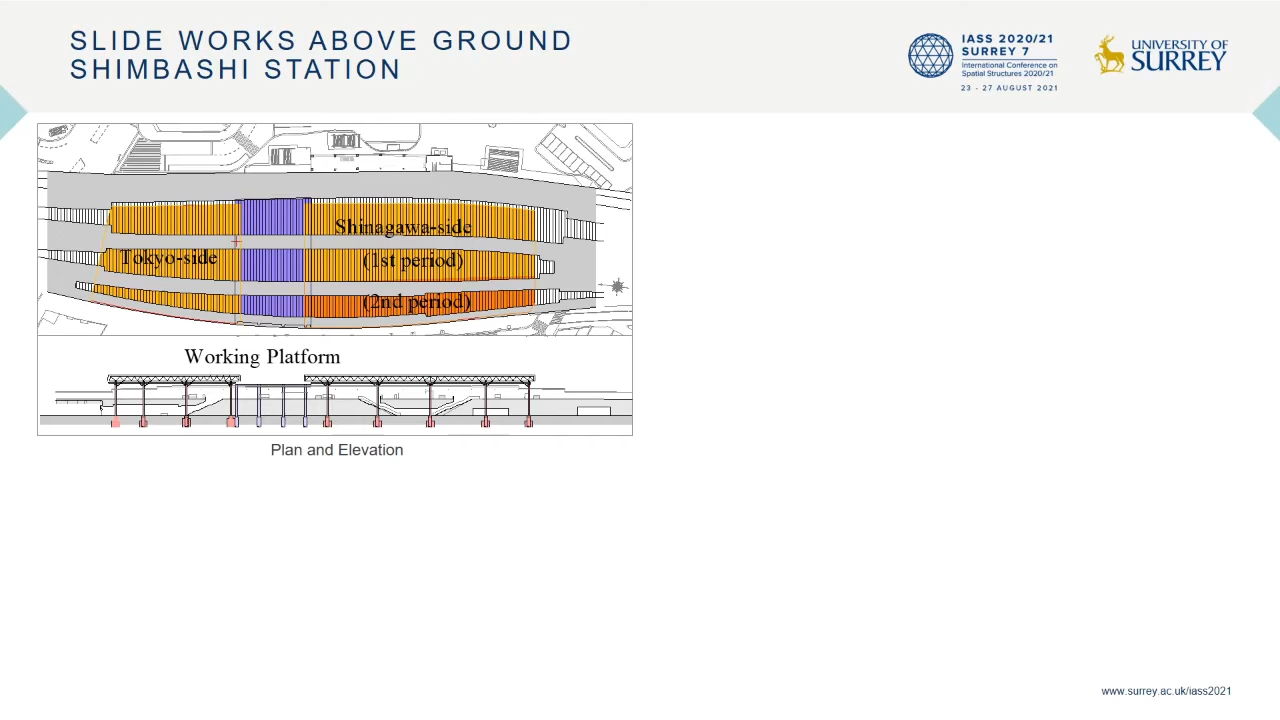 SLIDE WORKS ABOVE GROUND
SHIMBASHI STATION
IASS 2020/21
SURREY 7
International Conference on
Spatial Structures 2020/21
23 - 27 AUGUST 2021
UNIVERSITY OF
SURREY
Shinagawa-side
Tokyo-side
(1st period)
(2nd period)
Working Platform
Plan and Elevation
www.surrey.ac.uk/iass2021